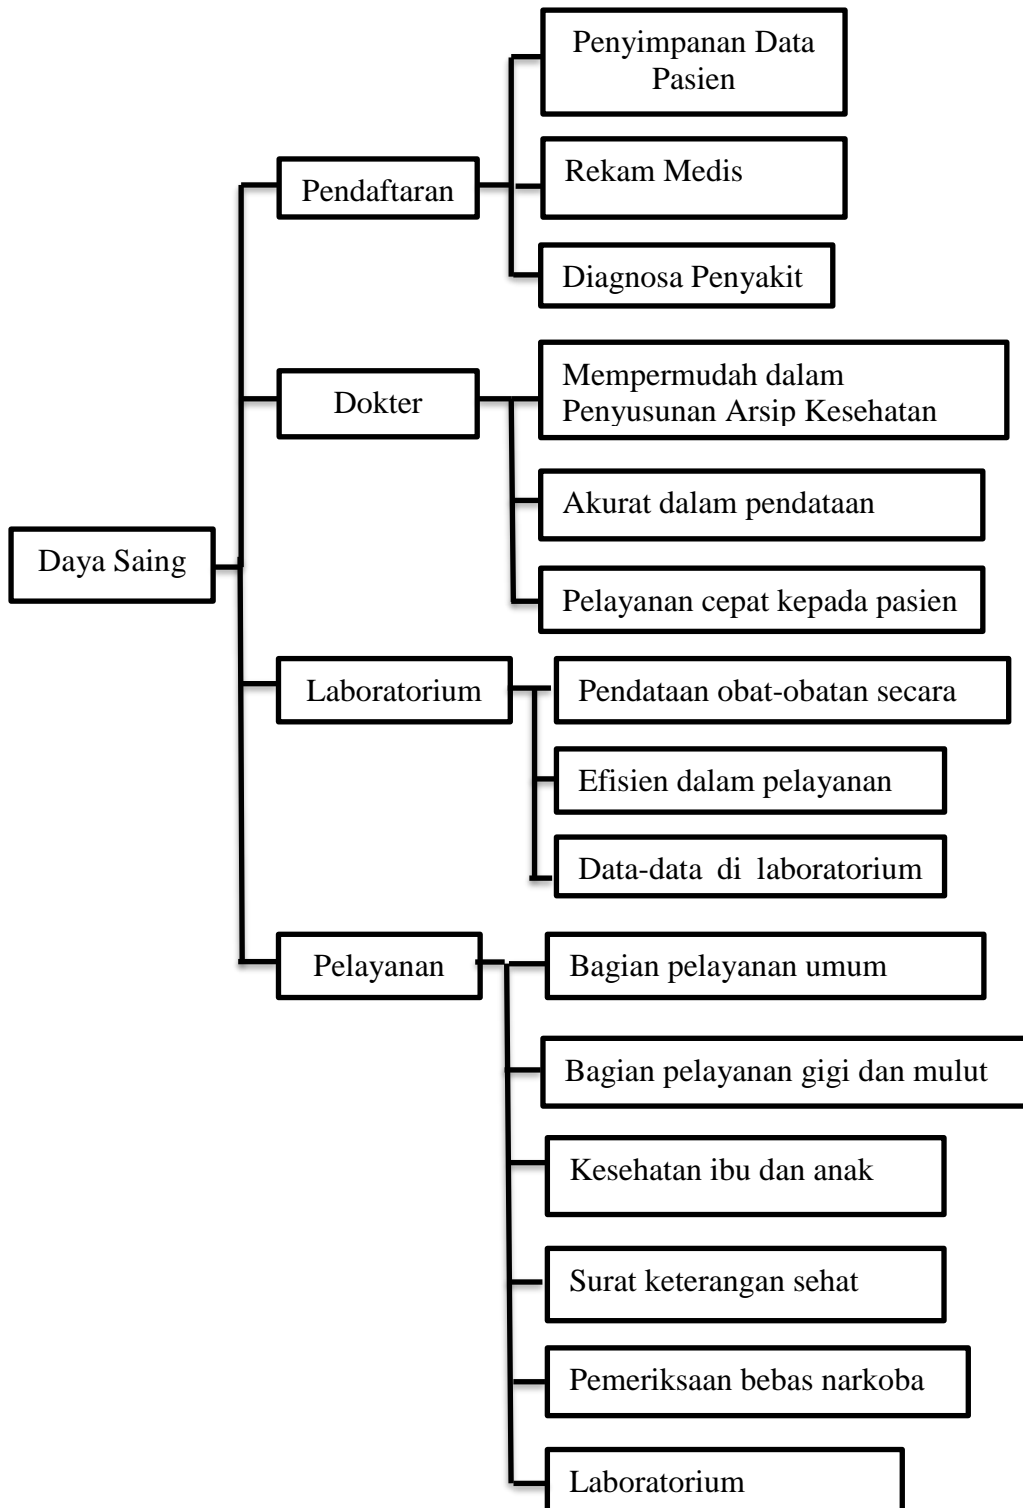 Penyimpanan Data
Pasien
Pendaftaran
Rekam Medis
Diagnosa Penyakit
Dokter
Mempermudah dalam
Penyusunan Arsip Kesehatan
Akurat dalam pendataan
Pelayanan cepat kepada pasien
Daya Saing
Laboratorium
Pendataan obat-obatan secara
Efisien dalam pelayanan
Data-data di laboratorium
Pelayanan
Bagian pelayanan umum
Bagian pelayanan gigi dan mulut
Kesehatan ibu dan anak
Surat keterangan sehat
Pemeriksaan bebas narkoba
Laboratorium